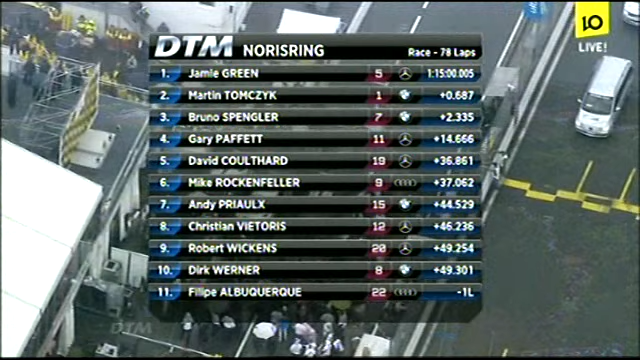 DTM NORISRING Race - 78 Laps
10
LIVE!
1. Jamie GREEN 5 1:15:00.005
2. Martin TOMCZYK 1 +0.687
3. Bruno SPENGLER 7 +2.335
4. Gary PAFFETT 11 +14.666
5. David COULTHARD 19 +36.861
6. Mike ROCKENFELLER 9 +37.062
7. Andy PRIAULX 15 +44.529
8. Christian VIETORIS 12 +46.236
9. Robert WICKENS 20 +49.254
10. Dirk WERNER 8 +49.301
11. Filipe ALBUQUERQUE 22 -1L
DTM